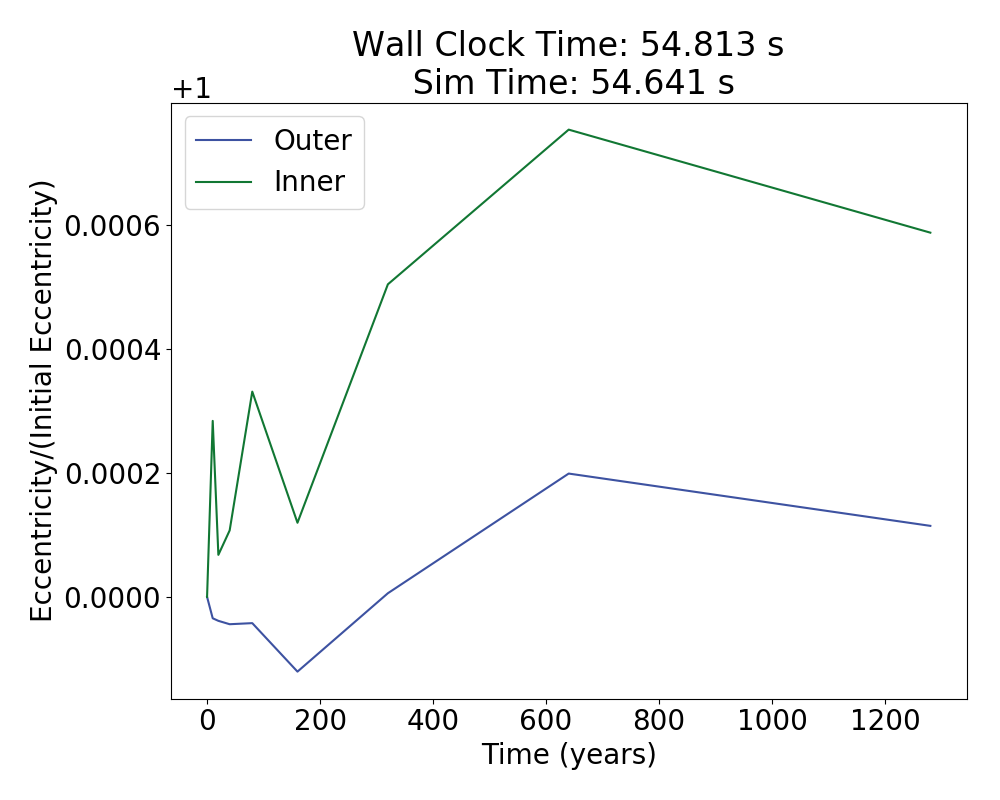 Wall Clock Time: 54.813 s
Sim Time: 54.641 s
+1
Outer
Inner
Eccentricity/(Initial Eccentricity)
0.0006
0.0004
0.0002
0.0000
0 200 400 600 800 1000 1200
Time (years)